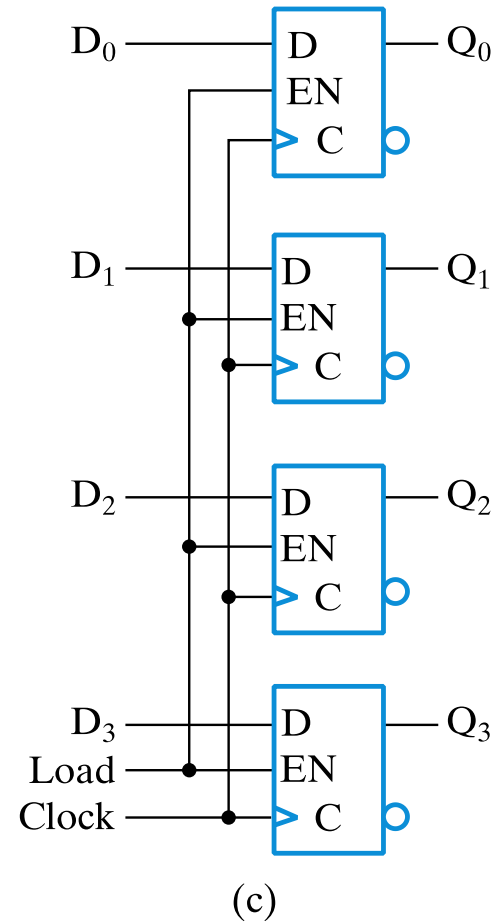 D₀ D Q₀
EN
C
D₁ D Q₁
EN
C
D₂ D Q₂
EN
C
D₃ D Q₃
Load EN
Clock C
(c)